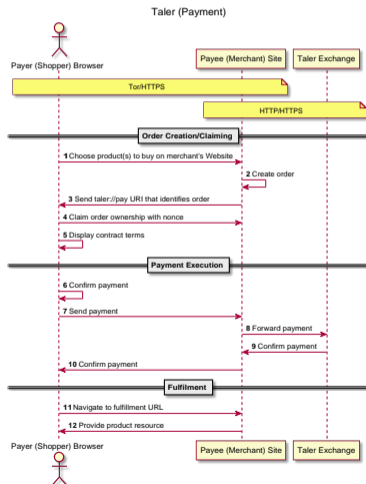 Taler (Payment)
Payer (Shopper) Browser
Payee (Merchant) Site
Taler Exchange
Tor/HTTPS
HTTP/HTTPS
Order Creation/Claiming
1 Choose product(s) to buy on merchant's Website
2 Create order
3 Send taler://pay URI that identifies order
4 Claim order ownership with nonce
5 Display contract terms
Payment Execution
6 Confirm payment
7 Send payment
8 Forward payment
9 Confirm payment
10 Confirm payment
Fulfilment
11 Navigate to fulfillment URL
12 Provide product resource
Payer (Shopper) Browser
Payee (Merchant) Site
Taler Exchange